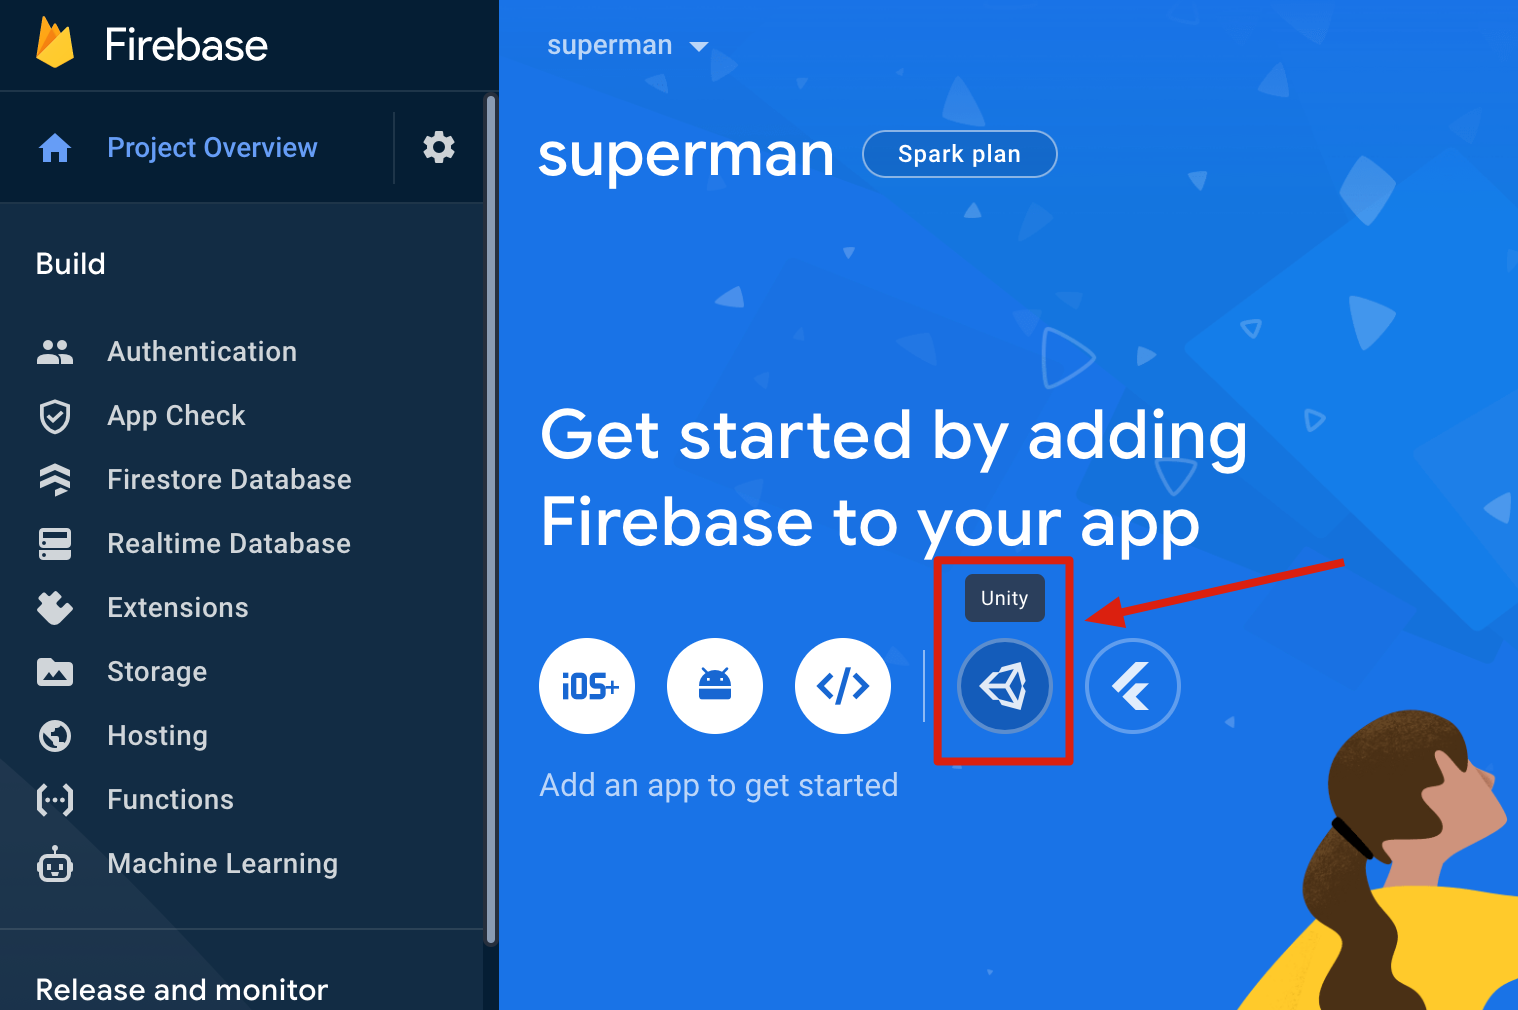 Firebase
Project Overview
Build
Authentication
App Check
Firestore Database
Realtime Database
Extensions
Storage
Hosting
Functions
Machine Learning
Release and monitor
superman
superman
Spark plan
Get started by adding
Firebase to your app
Unity
iOS+
</>
Add an app to get started